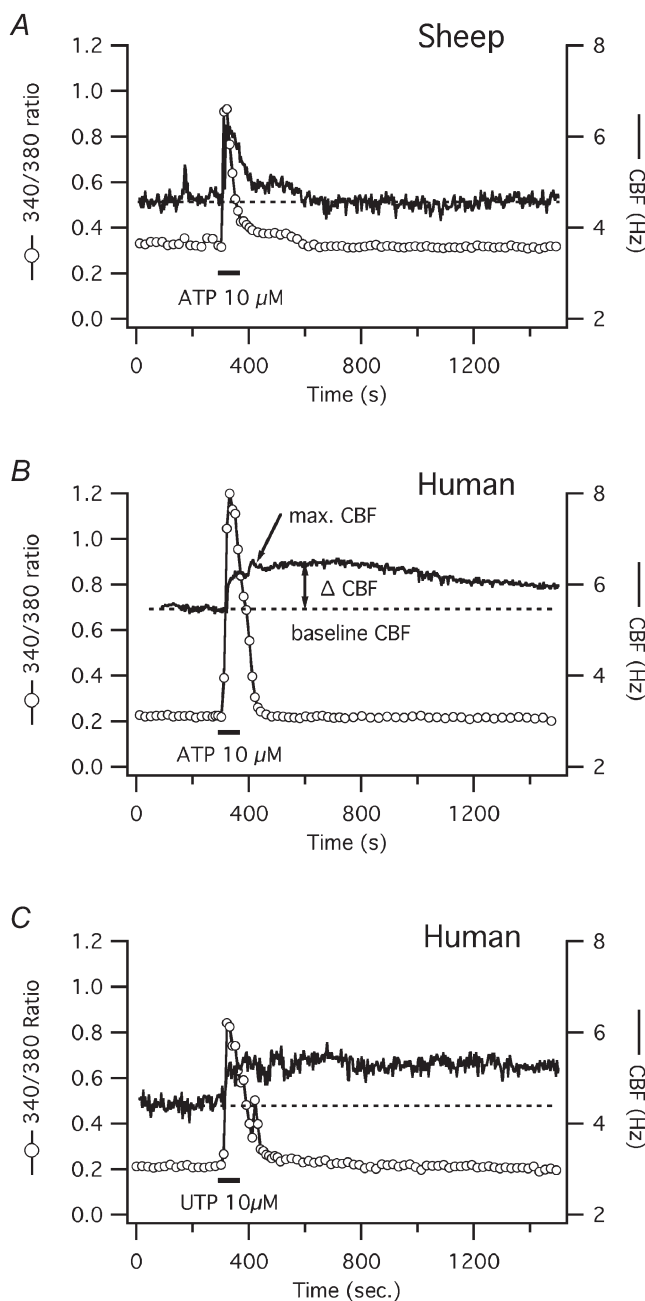 A
Sheep
1.2
1.0
0.8
0.6
0.4
0.2
0.0
340/380 ratio
8
6
4
2
CBF (Hz)
ATP 10 µM
0
400
800
1200
Time (s)
B
Human
1.2
1.0
0.8
0.6
0.4
0.2
0.0
340/380 ratio
8
6
4
2
CBF (Hz)
max. CBF
Δ CBF
baseline CBF
ATP 10 µM
0
400
800
1200
Time (s)
C
Human
1.2
1.0
0.8
0.6
0.4
0.2
0.0
340/380 Ratio
8
6
4
2
CBF (Hz)
UTP 10µM
0
400
800
1200
Time (sec.)